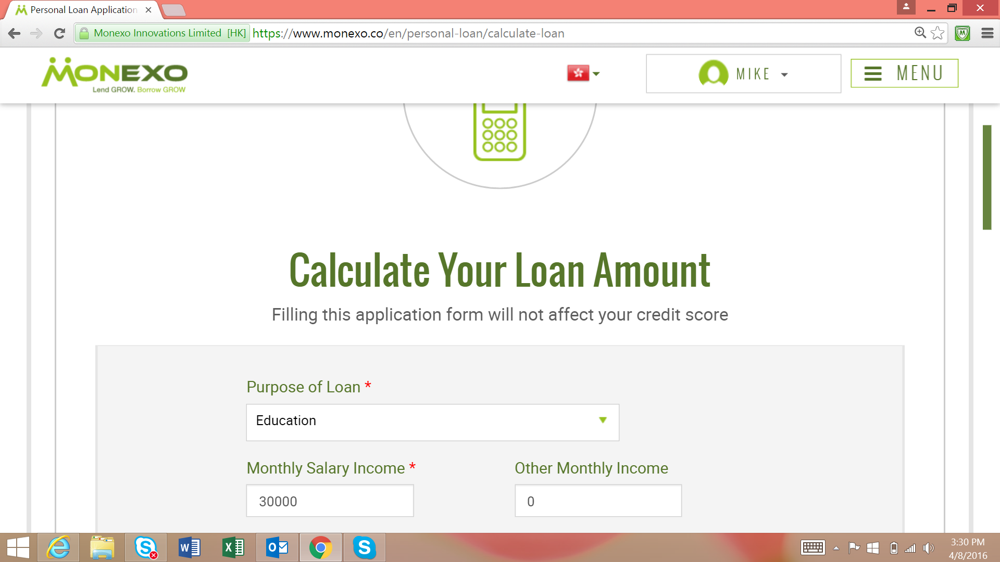 Personal Loan Application
Monexo Innovations Limited [HK] https://www.monexo.co/en/personal-loan/calculate-loan
MONEXO
Lend GROW. Borrow GROW
MIKE
MENU
Calculate Your Loan Amount
Filling this application form will not affect your credit score
Purpose of Loan *
Education
Monthly Salary Income * Other Monthly Income
30000 0
3:30 PM
4/8/2016